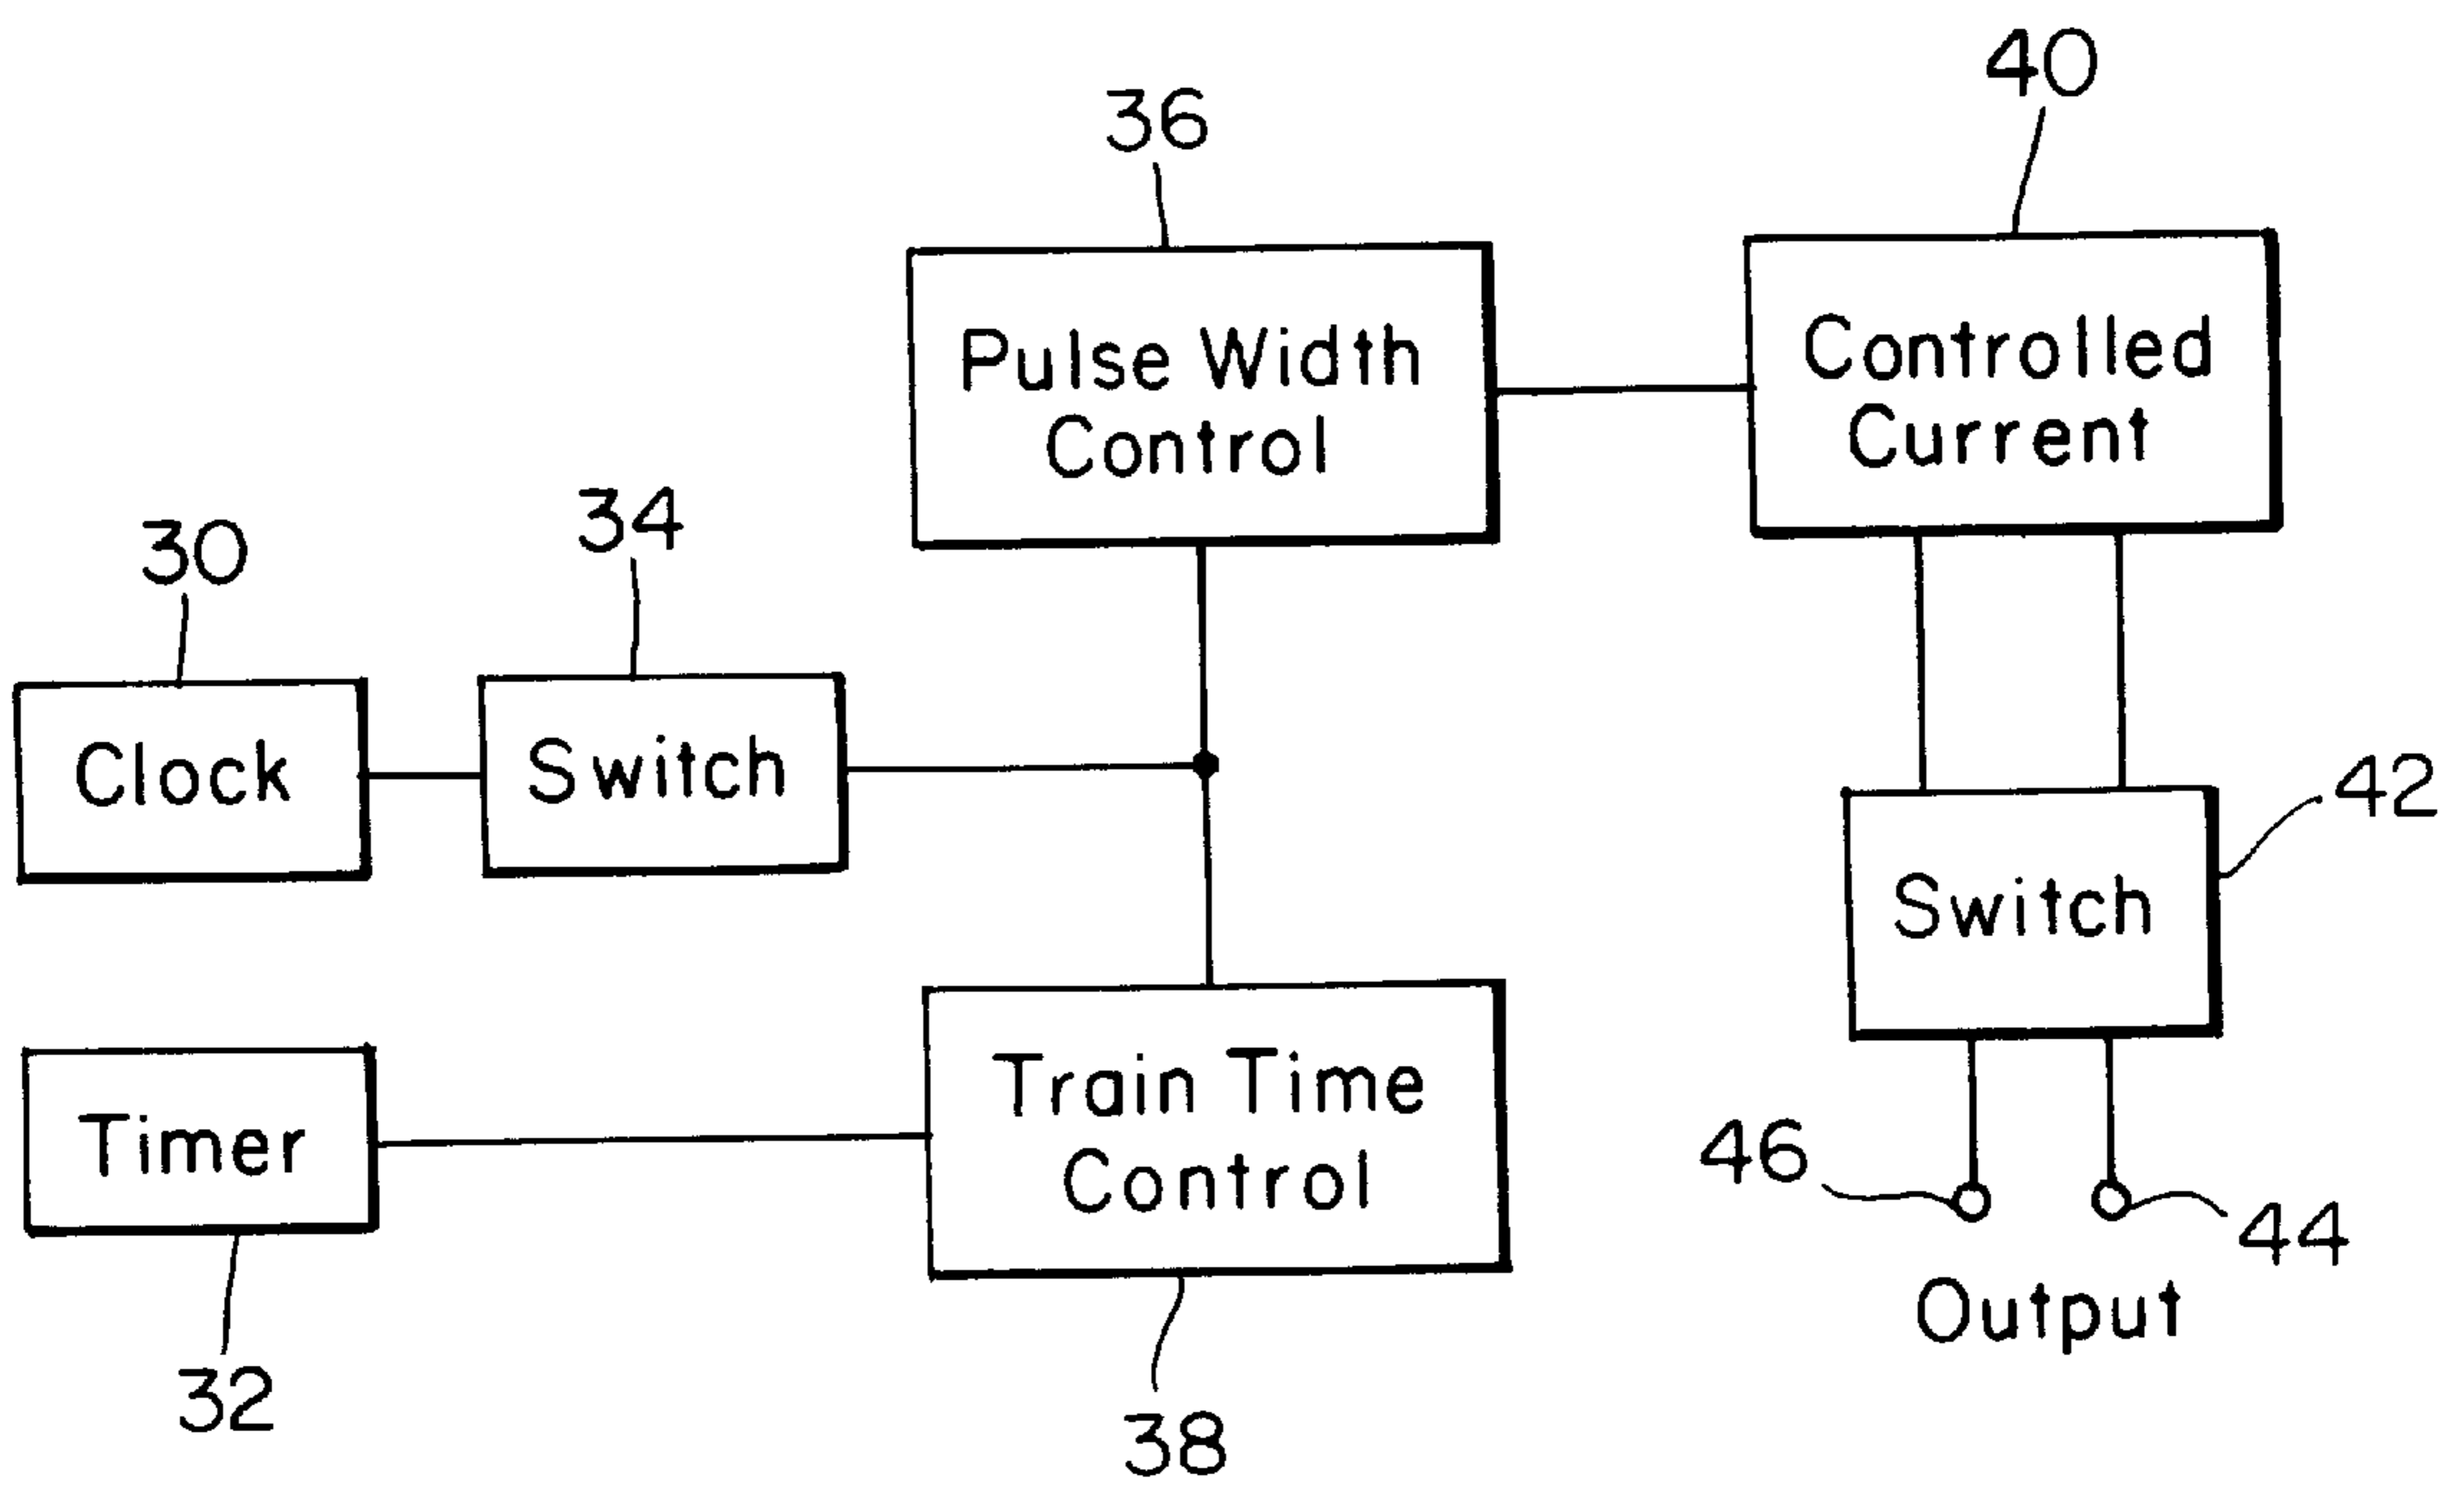 40
36
Pulse Width
Control
Controlled
Current
34
30
Clock
Switch
42
Switch
Timer
Train Time
Control
46
44
Output
32
38